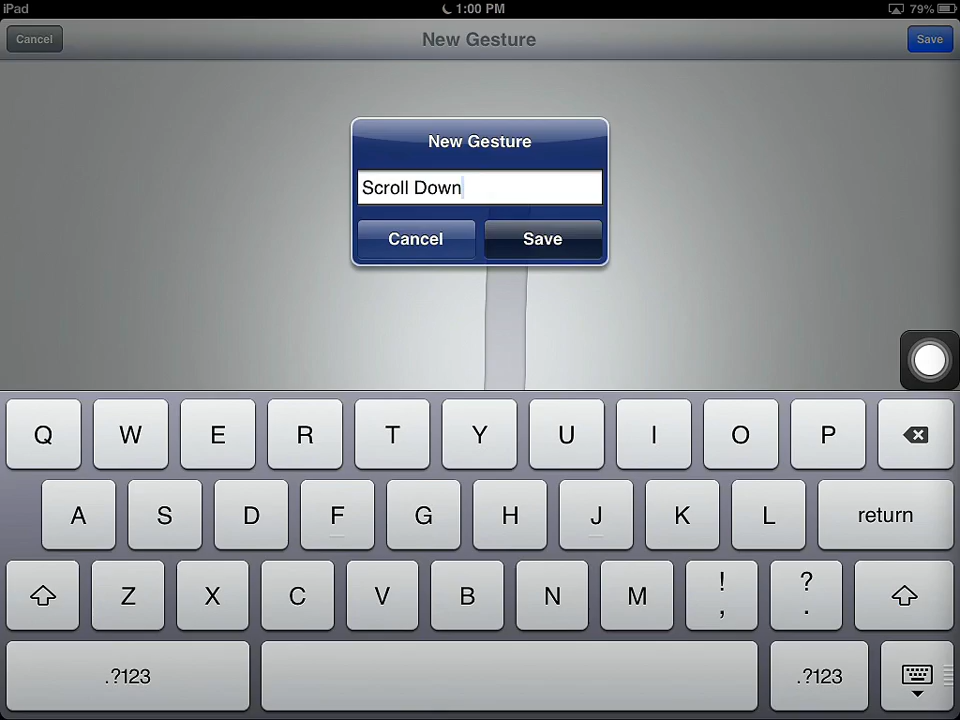 iPad 1:00 PM 79%
Cancel New Gesture Save
New Gesture
Scroll Down
Cancel Save
Q W E R T Y U I O P
A S D F G H J K L return
Z X C V B N M ! , ? .
.?123 .?123